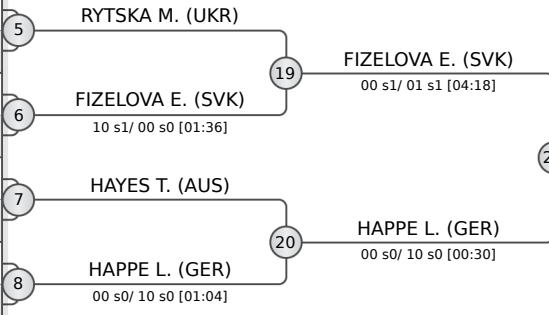 RYTSKA M. (UKR)
5
19
FIZELOVA E. (SVK)
00 s1/ 01 s1 [04:18]
FIZELOVA E. (SVK)
6
10 s1/ 00 s0 [01:36]
HAYES T. (AUS)
7
20
HAPPE L. (GER)
00 s0/ 10 s0 [00:30]
HAPPE L. (GER)
8
00 s0/ 10 s0 [01:04]